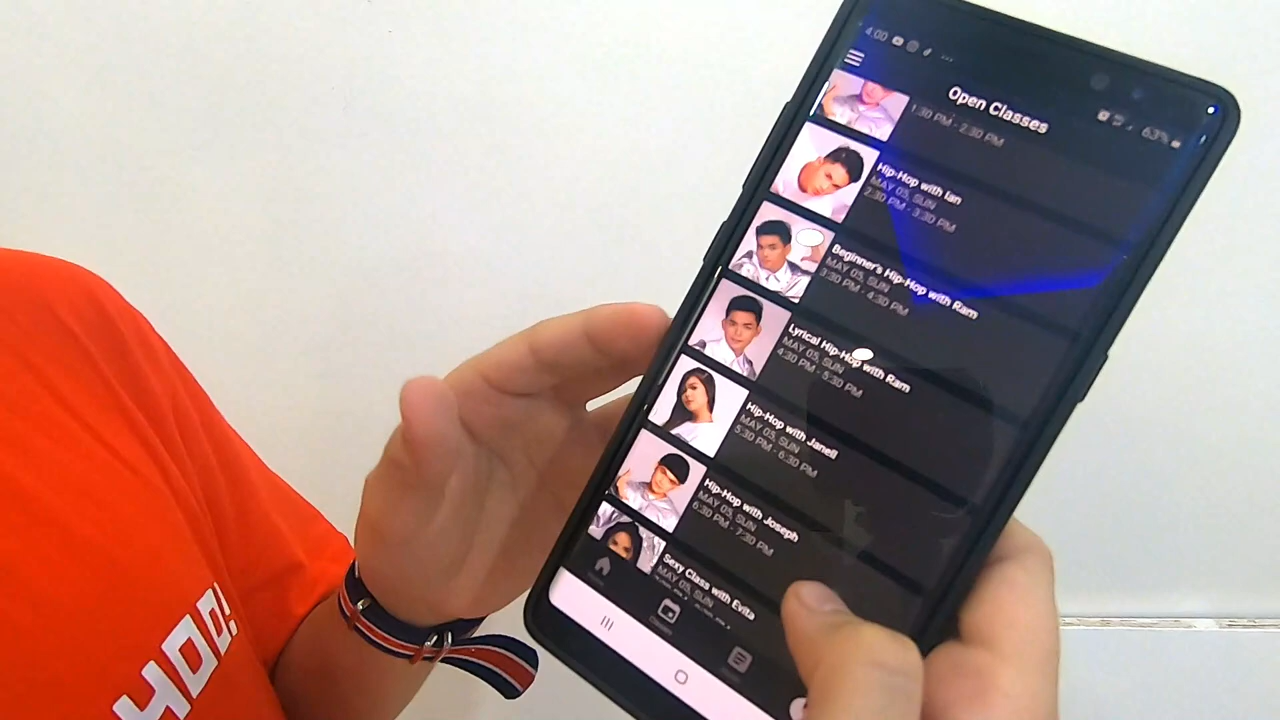 4:00
63%
Open Classes
1:30 PM - 2:30 PM
Hip-Hop with Ian
MAY 05, SUN
2:30 PM - 3:30 PM
Beginner's Hip-Hop with Ram
MAY 05, SUN
3:30 PM - 4:30 PM
Lyrical Hip-Hop with Ram
MAY 05, SUN
4:30 PM - 5:30 PM
Hip-Hop with Janell
MAY 05, SUN
5:30 PM - 6:30 PM
Hip-Hop with Joseph
MAY 05, SUN
6:30 PM - 7:30 PM
Sexy Class with Evita
MAY 05, SUN
HOO!